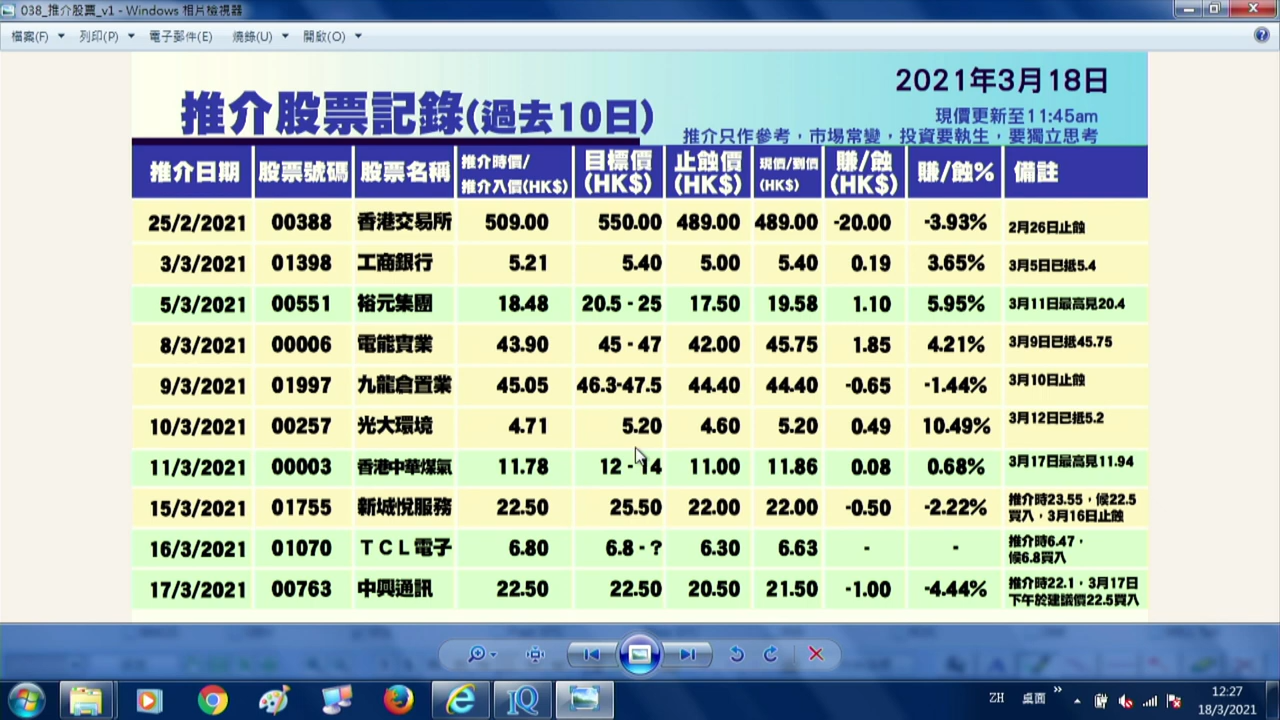 038_推介股票_v1 - Windows 相片檢視器
檔案(F) 列印(P) 電子郵件(E) 燒錄(U) 開啟(O)
2021年3月18日
推介股票記錄(過去10日)
現價更新至11:45am
推介只作參考，市場常變，投資要執生，要獨立思考
推介日期 股票號碼 股票名稱 推介時價/推介入價(HK$) 目標價(HK$) 止蝕價(HK$) 現價/到價(HK$) 賺/蝕(HK$) 賺/蝕% 備註
25/2/2021 00388 香港交易所 509.00 550.00 489.00 489.00 -20.00 -3.93% 2月26日止蝕
3/3/2021 01398 工商銀行 5.21 5.40 5.00 5.40 0.19 3.65% 3月5日已抵5.4
5/3/2021 00551 裕元集團 18.48 20.5 - 25 17.50 19.58 1.10 5.95% 3月11日最高見20.4
8/3/2021 00006 電能實業 43.90 45 - 47 42.00 45.75 1.85 4.21% 3月9日已抵45.75
9/3/2021 01997 九龍倉置業 45.05 46.3-47.5 44.40 44.40 -0.65 -1.44% 3月10日止蝕
10/3/2021 00257 光大環境 4.71 5.20 4.60 5.20 0.49 10.49% 3月12日已抵5.2
11/3/2021 00003 香港中華煤氣 11.78 12 - 14 11.00 11.86 0.08 0.68% 3月17日最高見11.94
15/3/2021 01755 新城悅服務 22.50 25.50 22.00 22.00 -0.50 -2.22% 推介時23.55，候22.5買入，3月16日止蝕
16/3/2021 01070 ＴＣＬ電子 6.80 6.8 - ? 6.30 6.63 - - 推介時6.47，候6.8買入
17/3/2021 00763 中興通訊 22.50 22.50 20.50 21.50 -1.00 -4.44% 推介時22.1，3月17日下午於建議價22.5買入
ZH 桌面 12:27
18/3/2021